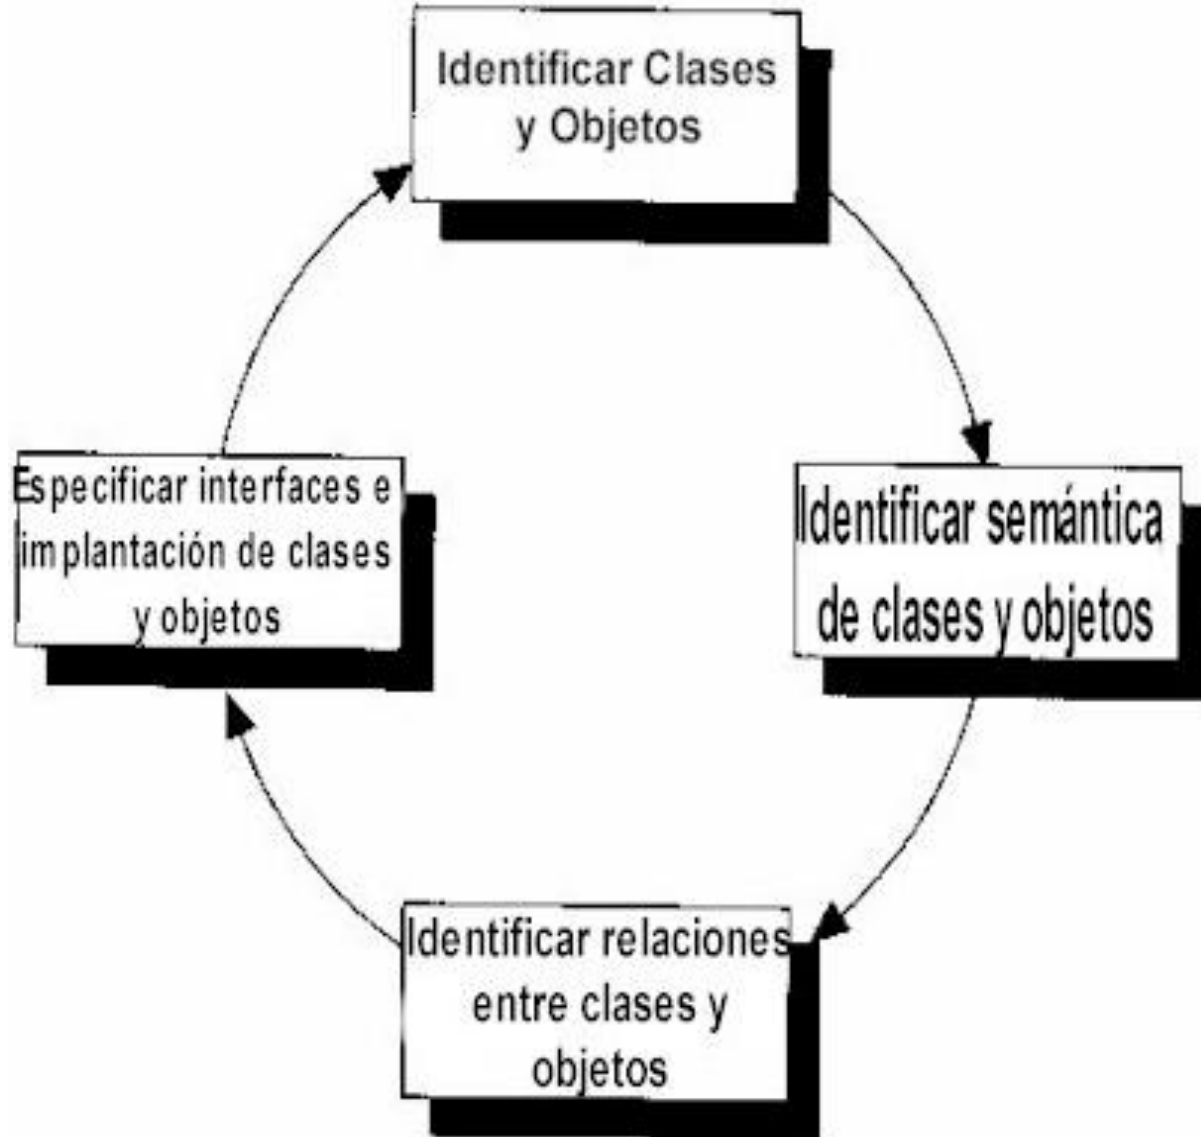 Identificar Clases
y Objetos
Especificar interfaces e
implantación de clases
y objetos
Identificar semántica
de clases y objetos
Identificar relaciones
entre clases y
objetos